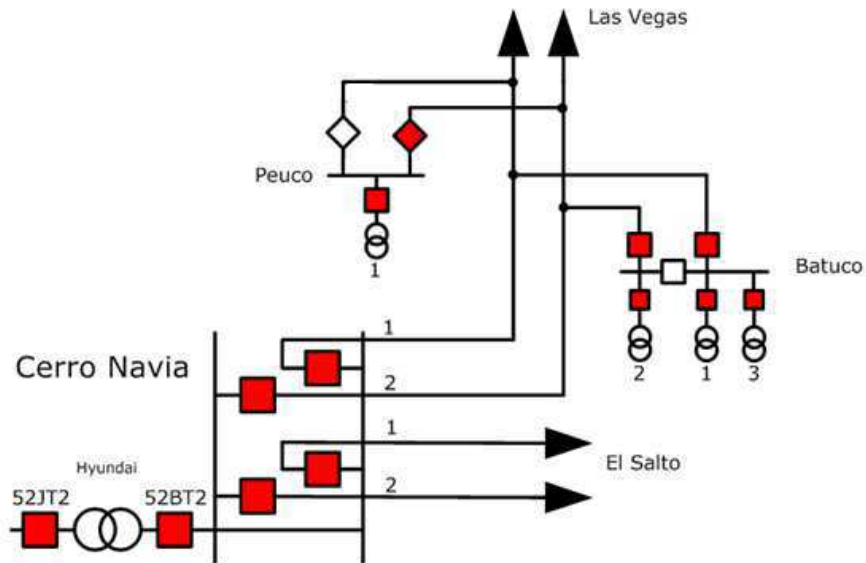 Las Vegas
Peuco
1
Batuco
2 1 3
1
Cerro Navia
2
1
El Salto
Hyundai
2
52JT2 52BT2